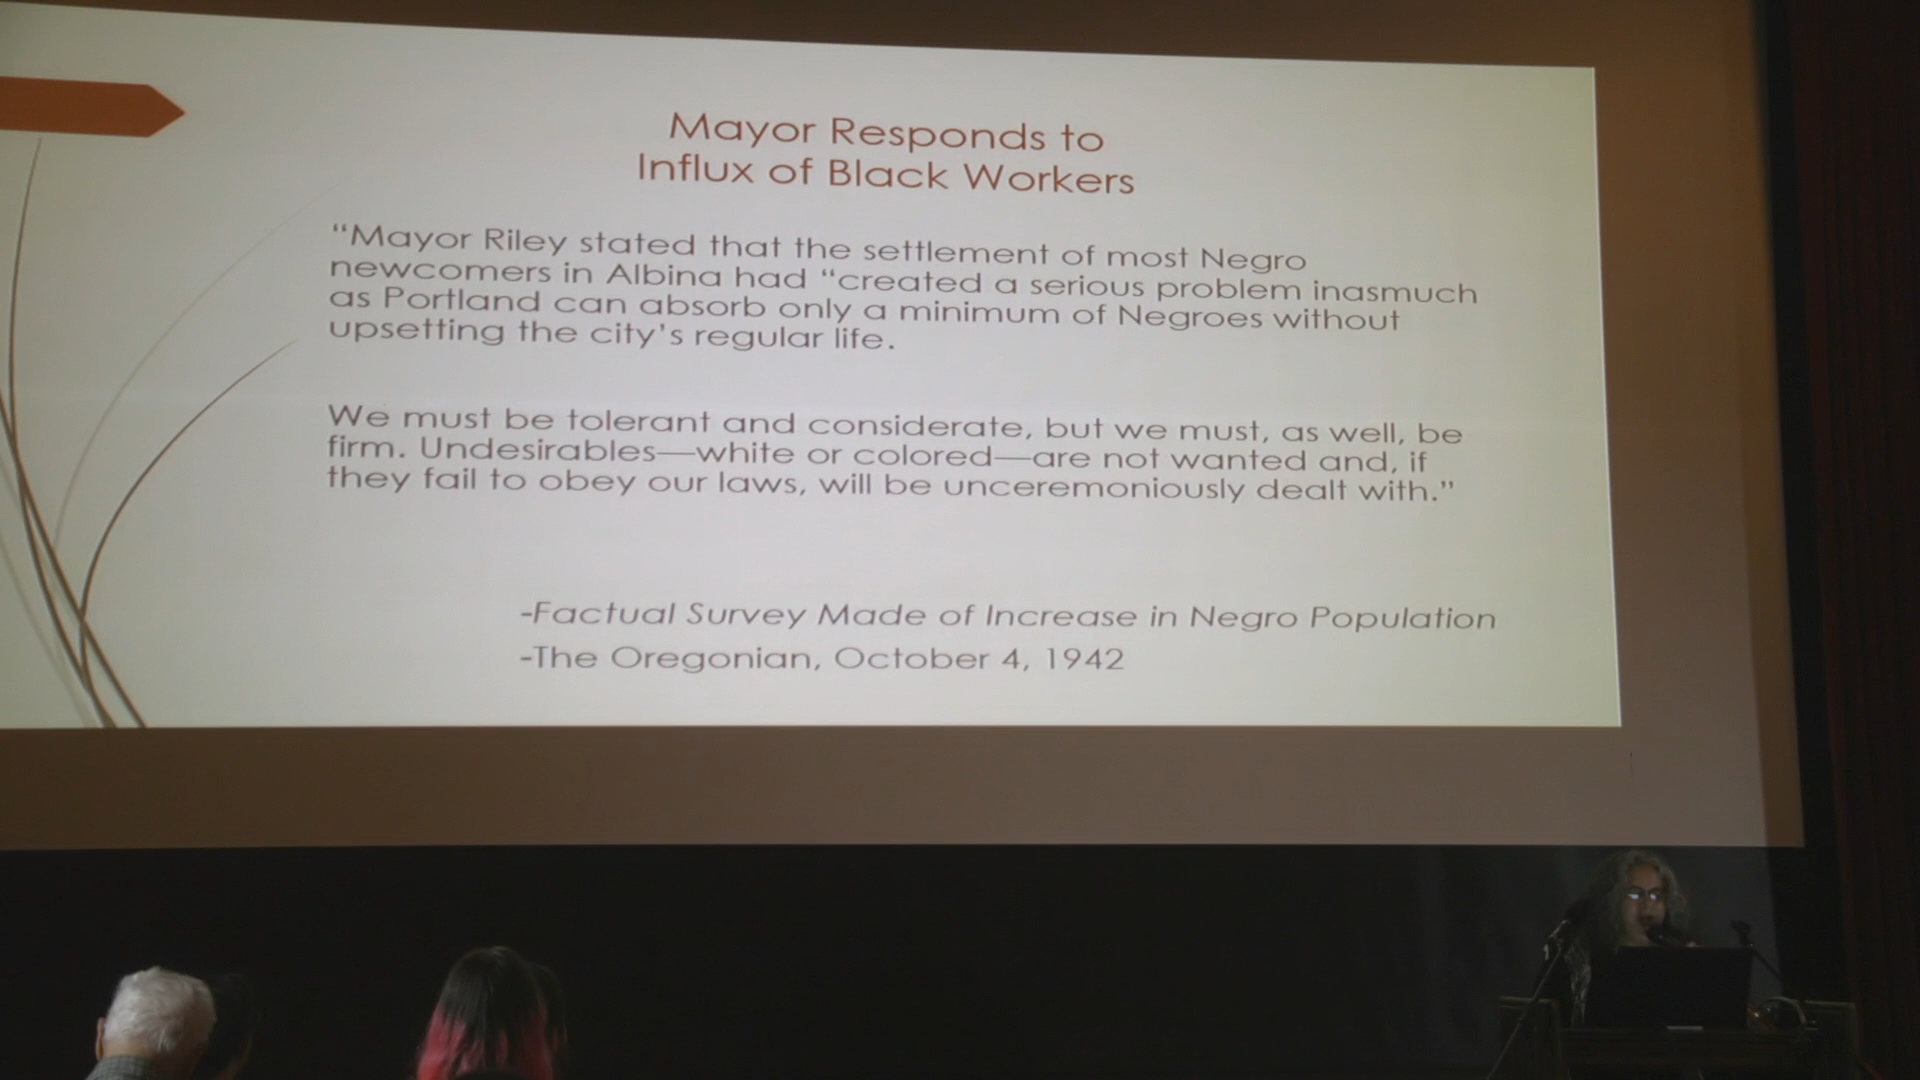 Mayor Responds to
Influx of Black Workers
“Mayor Riley stated that the settlement of most Negro
newcomers in Albina had “created a serious problem inasmuch
as Portland can absorb only a minimum of Negroes without
upsetting the city’s regular life.
We must be tolerant and considerate, but we must, as well, be
firm. Undesirables—white or colored—are not wanted and, if
they fail to obey our laws, will be unceremoniously dealt with.”
-Factual Survey Made of Increase in Negro Population
-The Oregonian, October 4, 1942